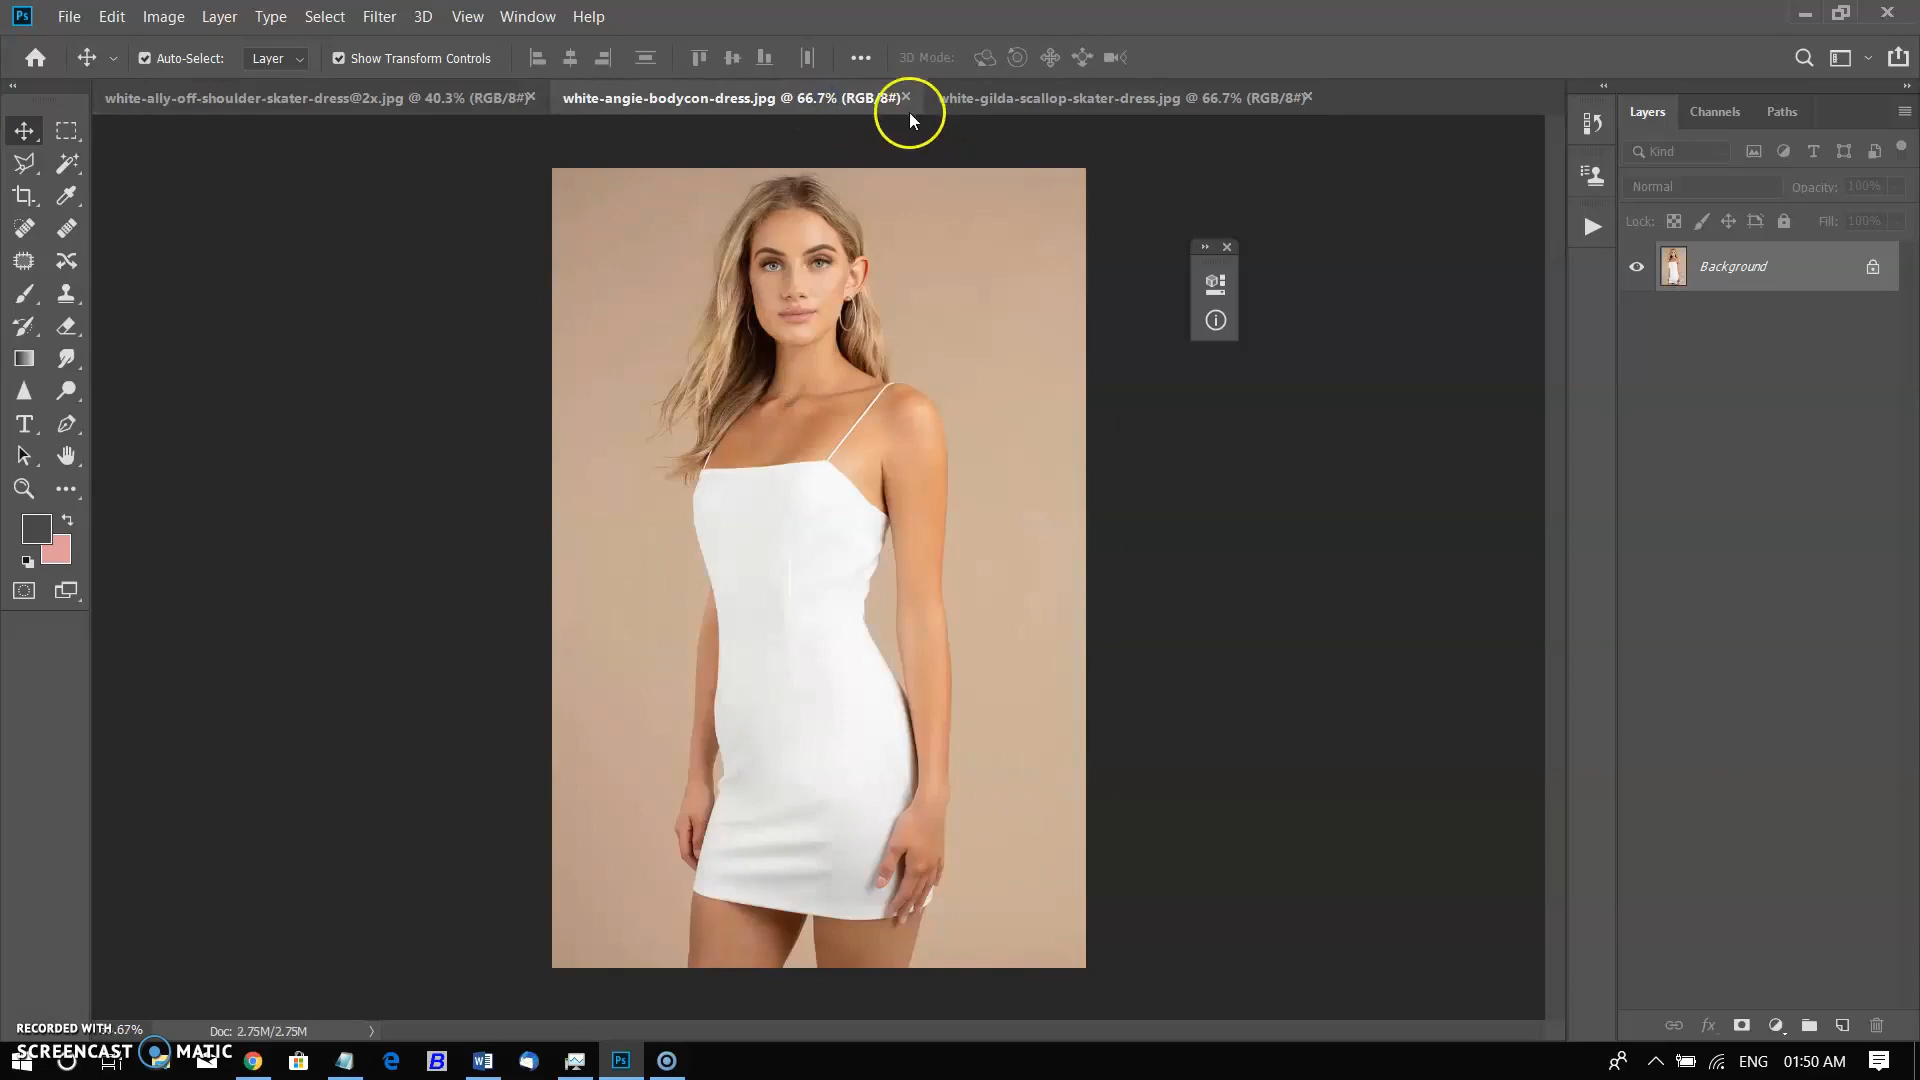 Ps File Edit Image Layer Type Select Filter 3D View Window Help
Auto-Select: Layer Show Transform Controls 3D Mode:
white-ally-off-shoulder-skater-dress@2x.jpg @ 40.3% (RGB/8#) white-angie-bodycon-dress.jpg @ 66.7% (RGB/8#) white-gilda-scallop-skater-dress.jpg @ 66.7% (RGB/8#)
Layers Channels Paths
Kind
Normal Opacity: 100%
Lock: Fill: 100%
Background
Doc: 2.75M/2.75M
RECORDED WITH
SCREENCAST MATIC
Ps
ENG 01:50 AM